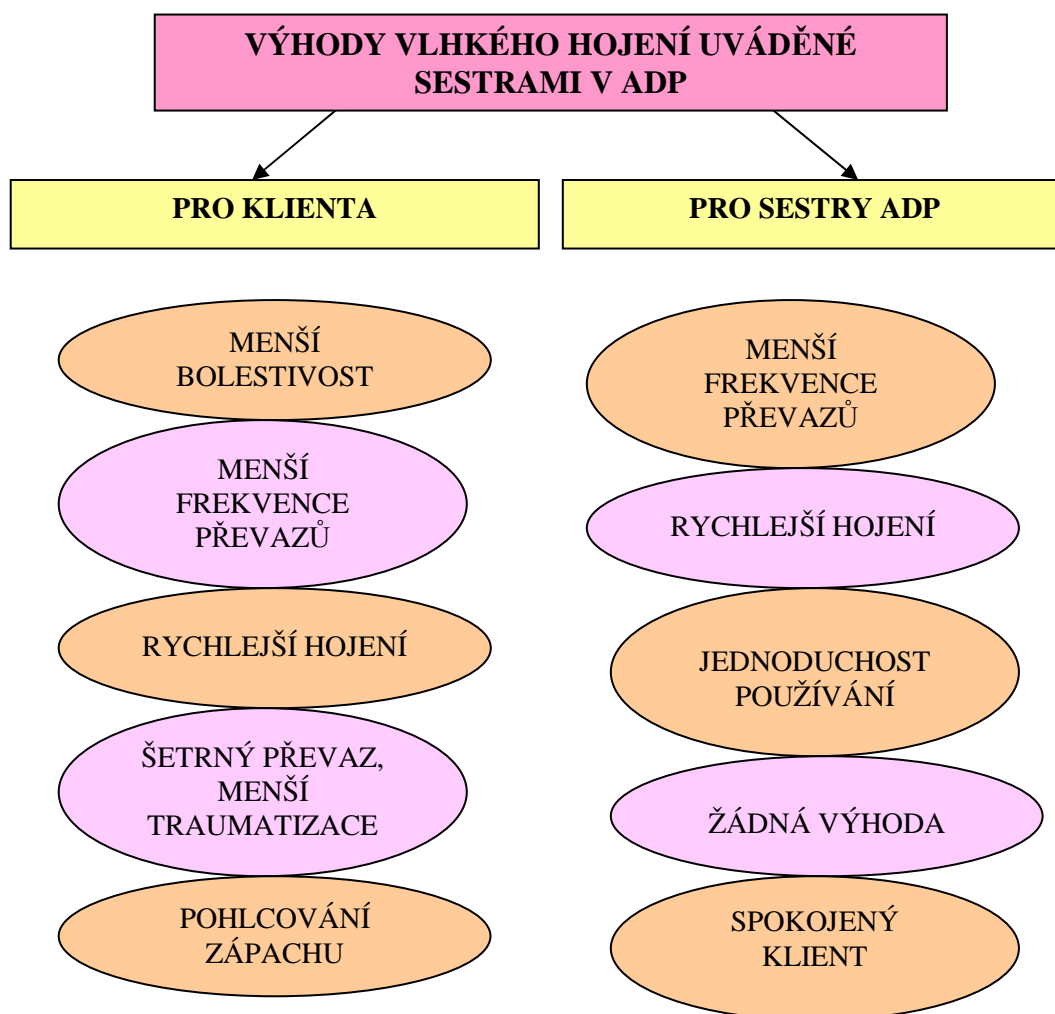 VÝHODY VLHKÉHO HOJENÍ UVÁDĚNÉ
SESTRAMI V ADP
PRO KLIENTA
PRO SESTRY ADP
MENŠÍ
BOLESTIVOST
MENŠÍ
FREKVENCE
PŘEVAZŮ
RYCHLEJŠÍ HOJENÍ
ŠETRNÝ PŘEVAZ,
MENŠÍ
TRAUMATIZACE
POHLCOVÁNÍ
ZÁPACHU
MENŠÍ
FREKVENCE
PŘEVAZŮ
RYCHLEJŠÍ HOJENÍ
JEDNODUCHOST
POUŽÍVÁNÍ
ŽÁDNÁ VÝHODA
SPOKOJENÝ
KLIENT